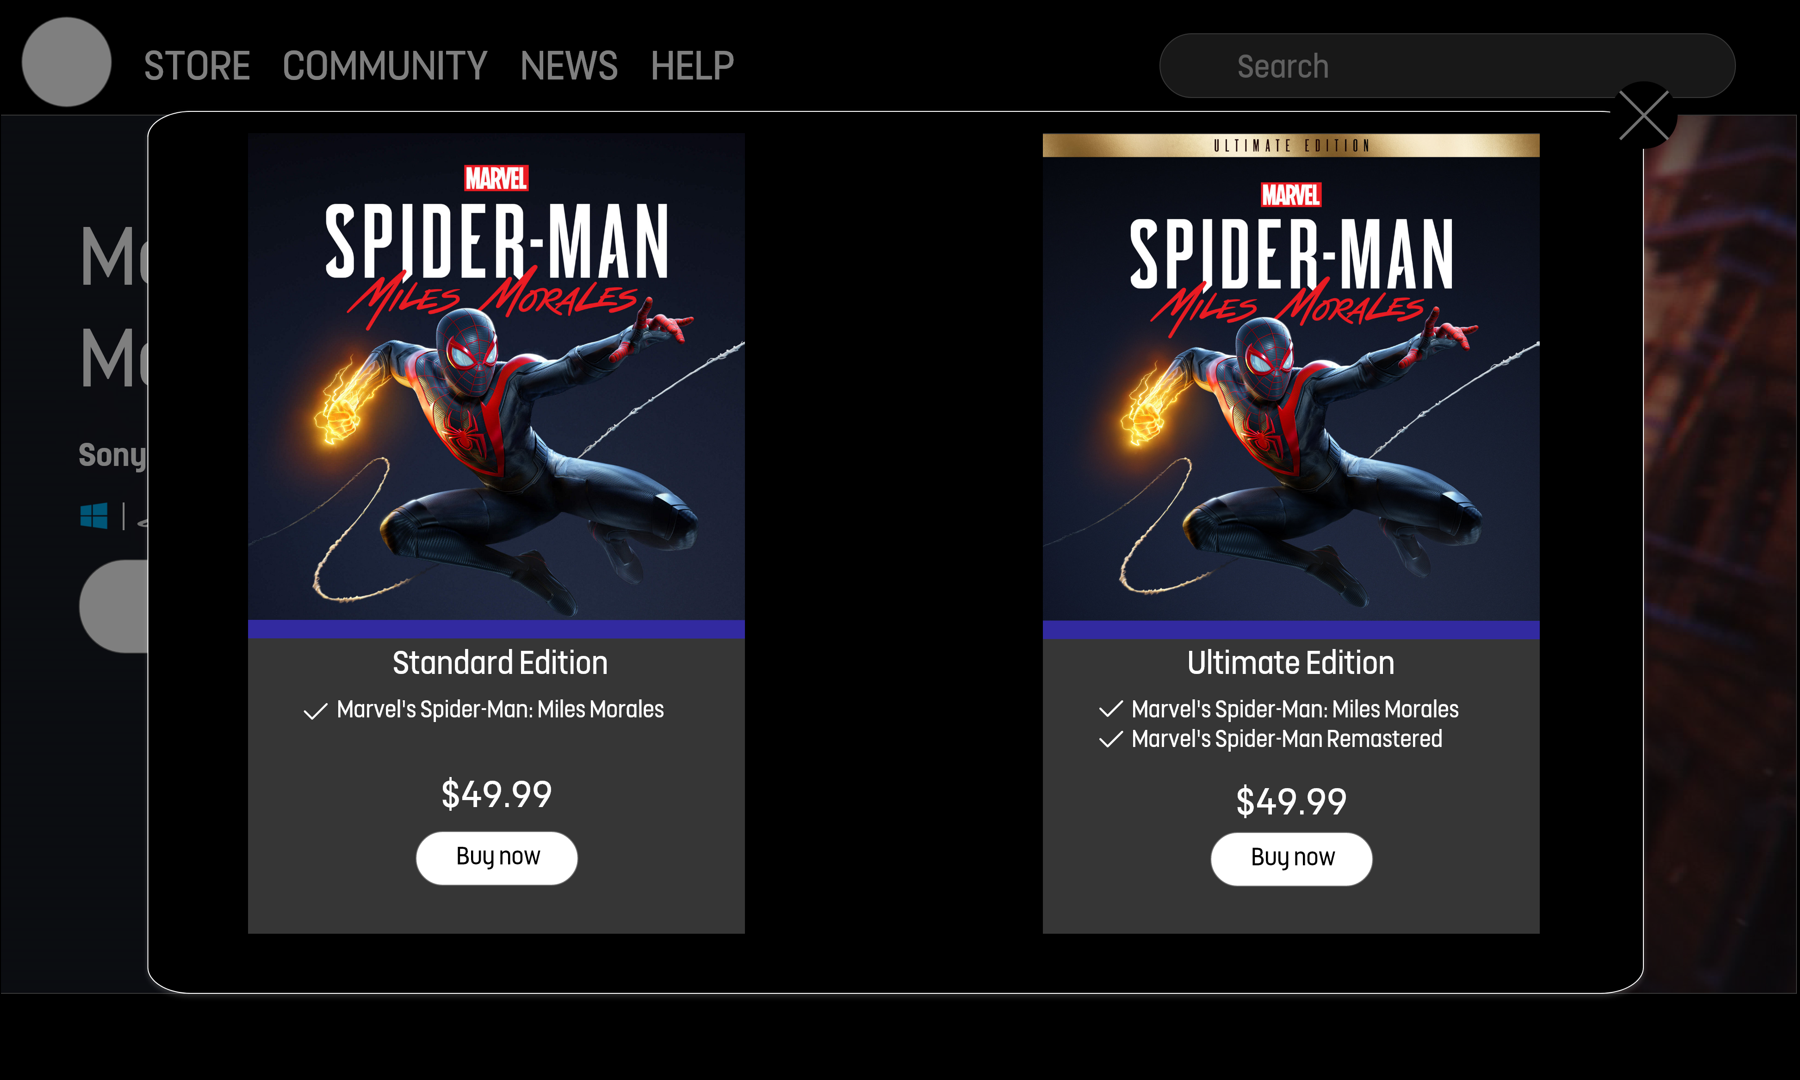 STORE COMMUNITY NEWS HELP
Search
ULTIMATE EDITION
MARVEL
SPIDER-MAN
MILES MORALES
MARVEL
SPIDER-MAN
MILES MORALES
Sony
Standard Edition
Marvel's Spider-Man: Miles Morales
$49.99
Buy now
Ultimate Edition
Marvel's Spider-Man: Miles Morales
Marvel's Spider-Man Remastered
$49.99
Buy now